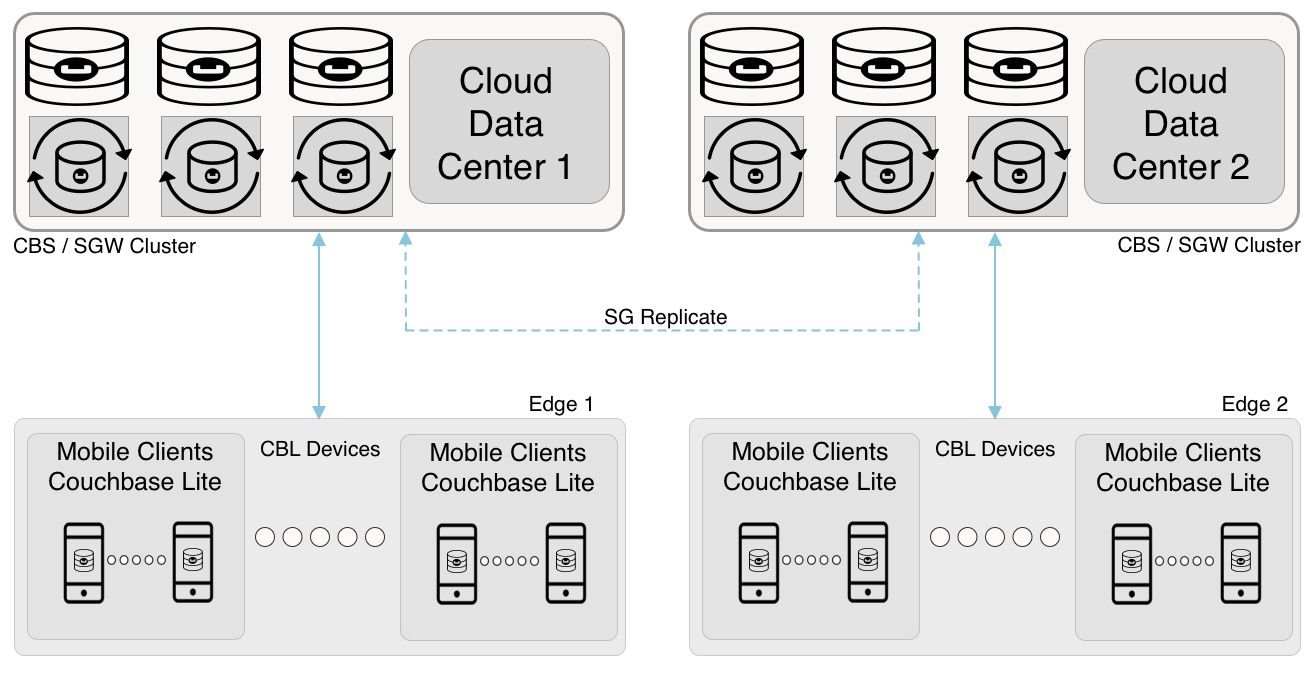 Cloud
Data
Center 1
Cloud
Data
Center 2
CBS / SGW Cluster
CBS / SGW Cluster
SG Replicate
Edge 1
Edge 2
Mobile Clients
Couchbase Lite
CBL Devices
Mobile Clients
Couchbase Lite
Mobile Clients
Couchbase Lite
CBL Devices
Mobile Clients
Couchbase Lite